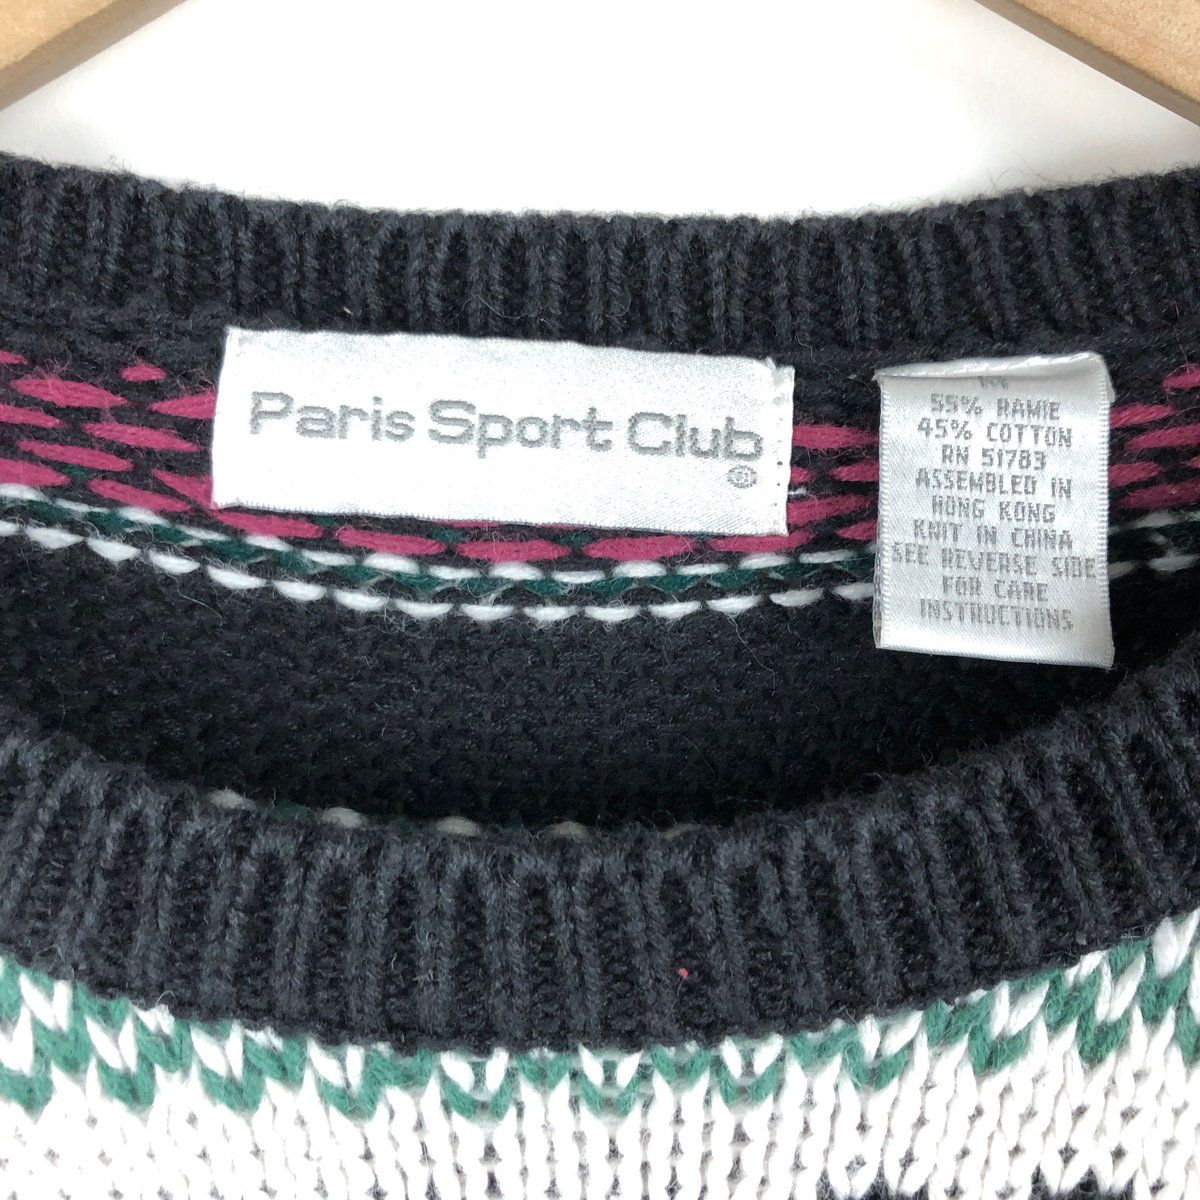 Paris Sport Club
®
55% RAMIE
45% COTTON
RN 51783
ASSEMBLED IN
HONG KONG
KNIT IN CHINA
SEE REVERSE SIDE
FOR CARE
INSTRUCTIONS